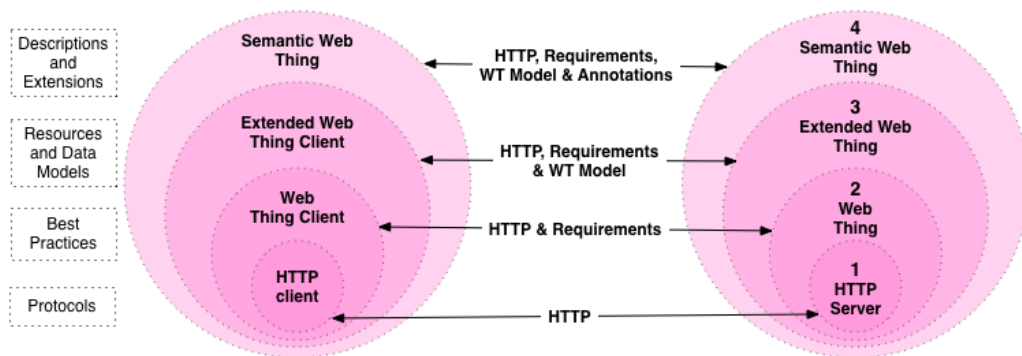 Descriptions
and
Extensions
Resources
and Data
Models
Best
Practices
Protocols
Semantic Web
Thing
Extended Web
Thing Client
Web
Thing Client
HTTP
client
HTTP, Requirements,
WT Model & Annotations
HTTP, Requirements
& WT Model
HTTP & Requirements
HTTP
4
Semantic Web
Thing
3
Extended Web
Thing
2
Web
Thing
1
HTTP
Server